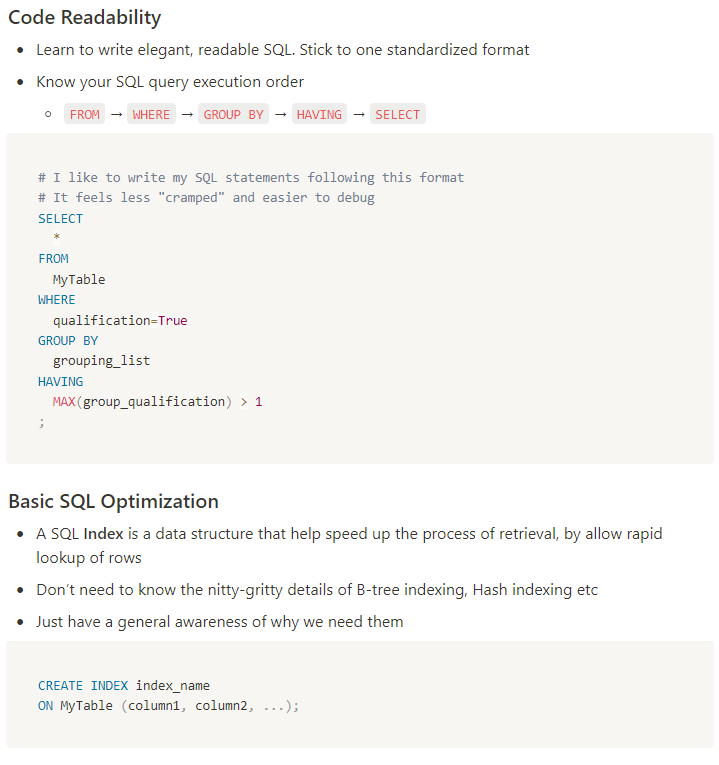 Code Readability
• Learn to write elegant, readable SQL. Stick to one standardized format
• Know your SQL query execution order
◦ FROM → WHERE → GROUP BY → HAVING → SELECT
# I like to write my SQL statements following this format
# It feels less "cramped" and easier to debug
SELECT
  *
FROM
  MyTable
WHERE
  qualification=True
GROUP BY
  grouping_list
HAVING
  MAX(group_qualification) > 1
;
Basic SQL Optimization
• A SQL Index is a data structure that help speed up the process of retrieval, by allow rapid
lookup of rows
• Don’t need to know the nitty-gritty details of B-tree indexing, Hash indexing etc
• Just have a general awareness of why we need them
CREATE INDEX index_name
ON MyTable (column1, column2, ...);